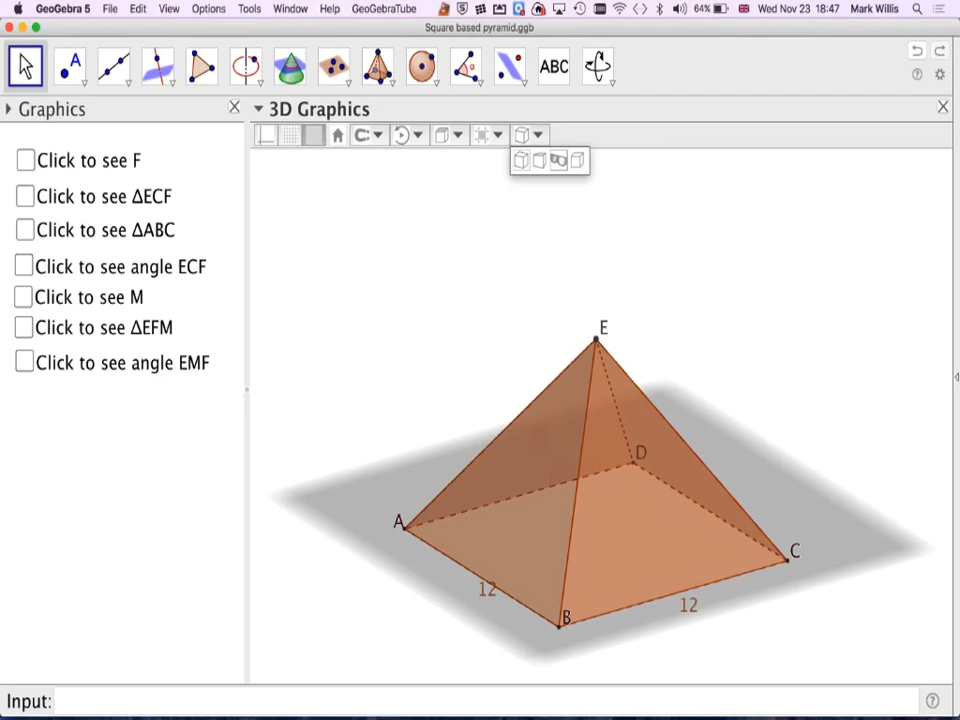 GeoGebra 5 File Edit View Options Tools Window Help GeoGebraTube 64% Wed Nov 23 18:47 Mark Willis
Square based pyramid.ggb
A ABC
Graphics
3D Graphics
Click to see F
Click to see ΔECF
Click to see ΔABC
Click to see angle ECF
Click to see M
Click to see ΔEFM
Click to see angle EMF
E
D
A
C
12
12
B
Input: